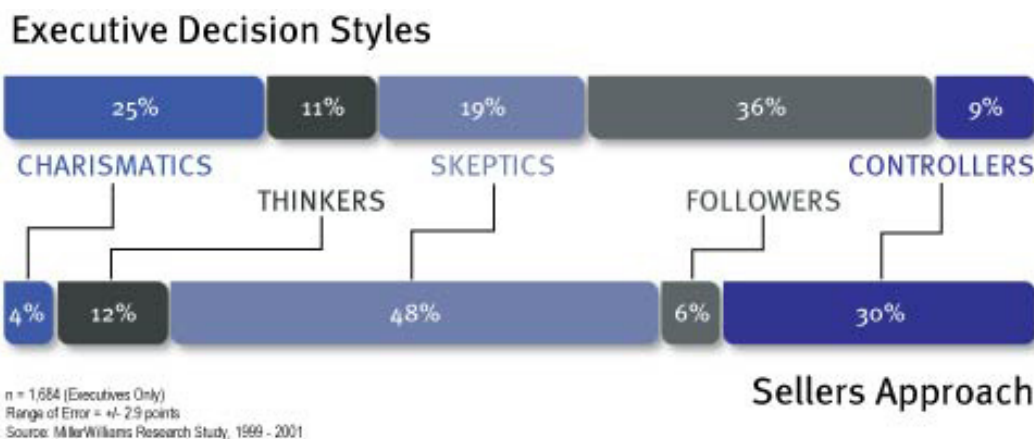 Executive Decision Styles
25% 11% 19% 36% 9%
CHARISMATICS SKEPTICS CONTROLLERS
THINKERS FOLLOWERS
4% 12% 48% 6% 30%
Sellers Approach
n = 1,684 (Executives Only)
Range of Error = +/- 2.9 points
Source: MillerWilliams Research Study, 1999 - 2001